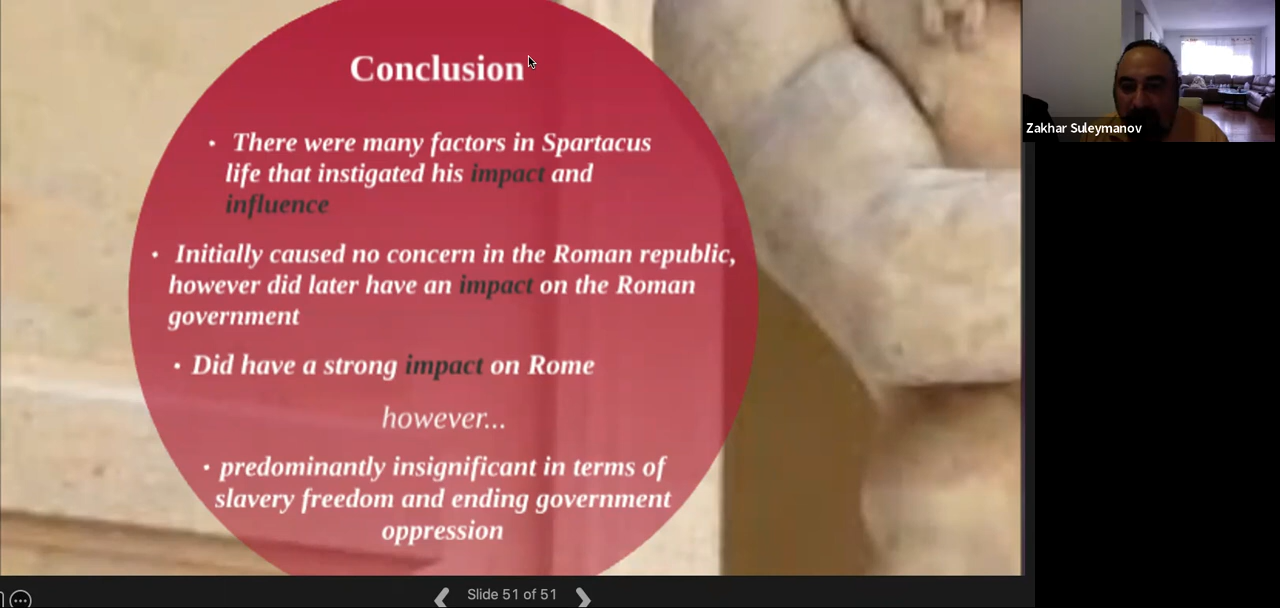 Conclusion
• There were many factors in Spartacus
life that instigated his impact and
influence
• Initially caused no concern in the Roman republic,
however did later have an impact on the Roman
government
• Did have a strong impact on Rome
however...
• predominantly insignificant in terms of
slavery freedom and ending government
oppression
Slide 51 of 51
Zakhar Suleymanov